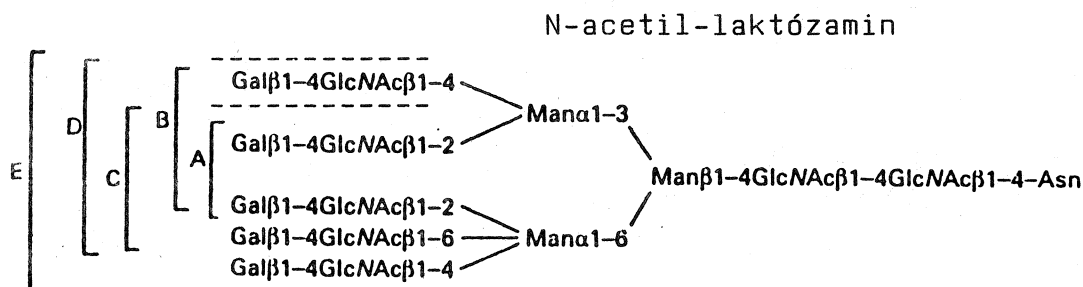 N-acetil-laktózamin
Galβ1-4GlcNAcβ1-4
Manα1-3
Galβ1-4GlcNAcβ1-2
Manβ1-4GlcNAcβ1-4GlcNAcβ1-4-Asn
Galβ1-4GlcNAcβ1-2
Galβ1-4GlcNAcβ1-6
Manα1-6
Galβ1-4GlcNAcβ1-4
E
D
C
B
A